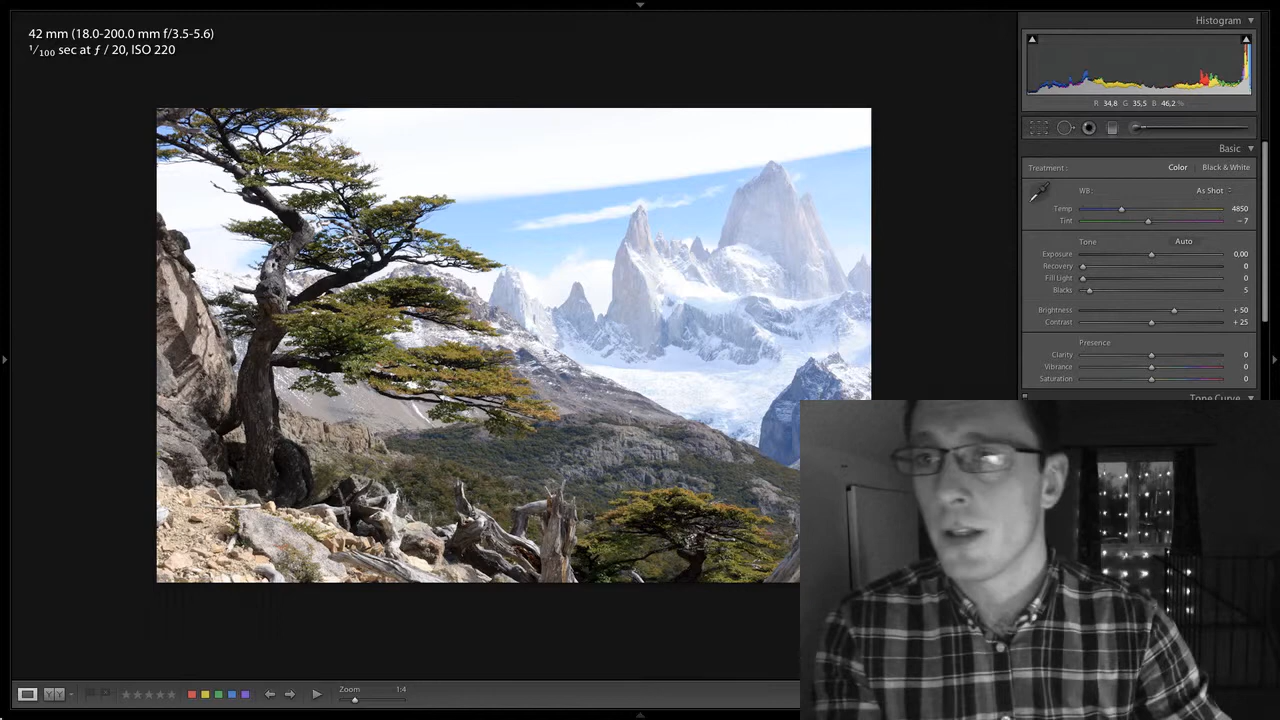 42 mm (18.0-200.0 mm f/3.5-5.6)
1/100 sec at ƒ / 20, ISO 220
Histogram
R 34,8 G 35,5 B 46,2 %
Basic
Treatment : Color Black & White
WB : As Shot
Temp 4850
Tint – 7
Tone Auto
Exposure 0,00
Recovery 0
Fill Light 0
Blacks 5
Brightness + 50
Contrast + 25
Presence
Clarity 0
Vibrance 0
Saturation 0
Tone Curve
Y Y
Zoom 1:4